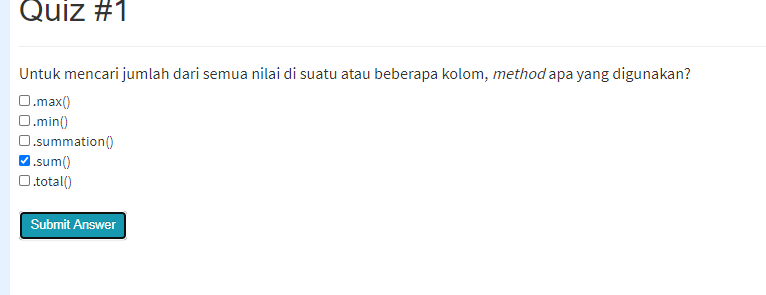 Quiz #1
Untuk mencari jumlah dari semua nilai di suatu atau beberapa kolom, method apa yang digunakan?
.max()
.min()
.summation()
.sum()
.total()
Submit Answer